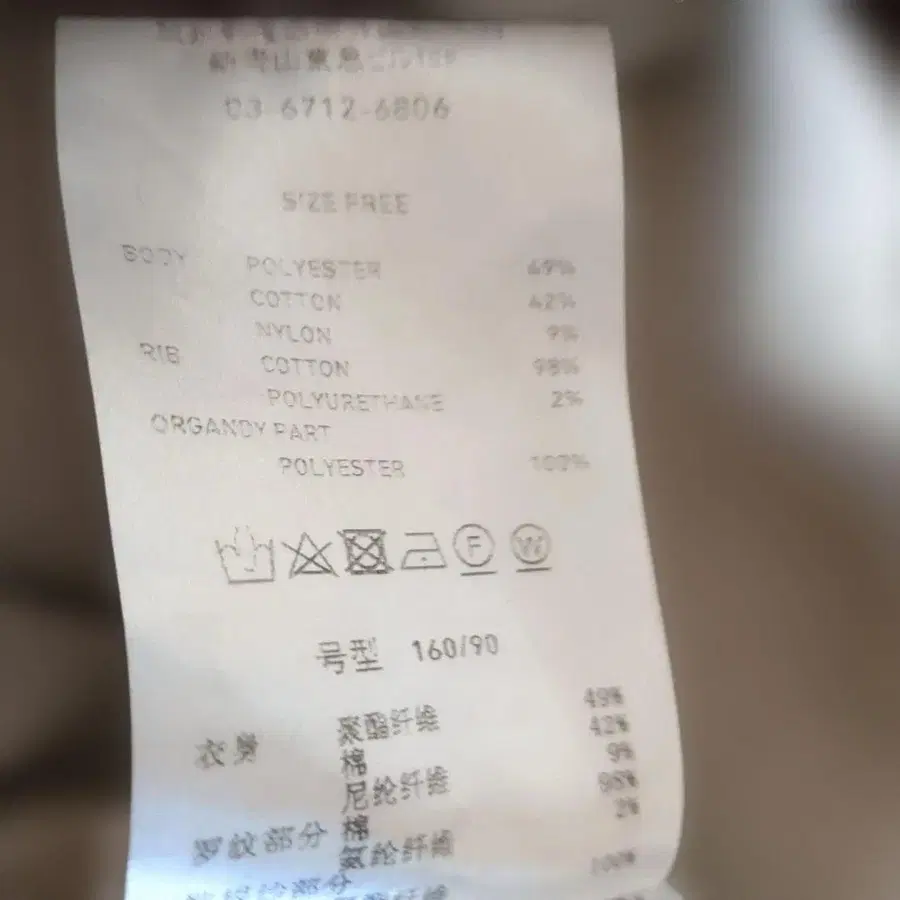 03-6712-6806
SIZE FREE
BODY POLYESTER 49%
COTTON 42%
NYLON 9%
RIB COTTON 98%
POLYURETHANE 2%
ORGANDY PART
POLYESTER 100%
F W
号型 160/90
衣身 聚酯纤维 49%
棉 42%
尼纶纤维 9%
罗纹部分 棉 98%
氨纶纤维 2%
100%